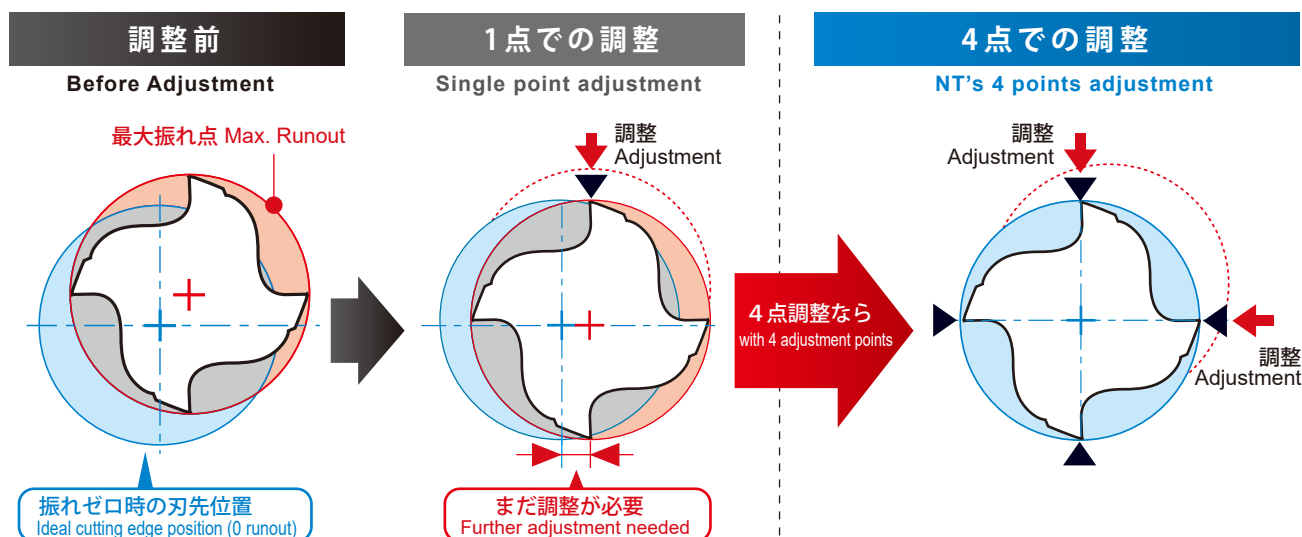 調整前
Before Adjustment
最大振れ点 Max. Runout
振れゼロ時の刃先位置
Ideal cutting edge position (0 runout)
1点での調整
Single point adjustment
調整
Adjustment
まだ調整が必要
Further adjustment needed
4点調整なら
with 4 adjustment points
4点での調整
NT's 4 points adjustment
調整
Adjustment
調整
Adjustment